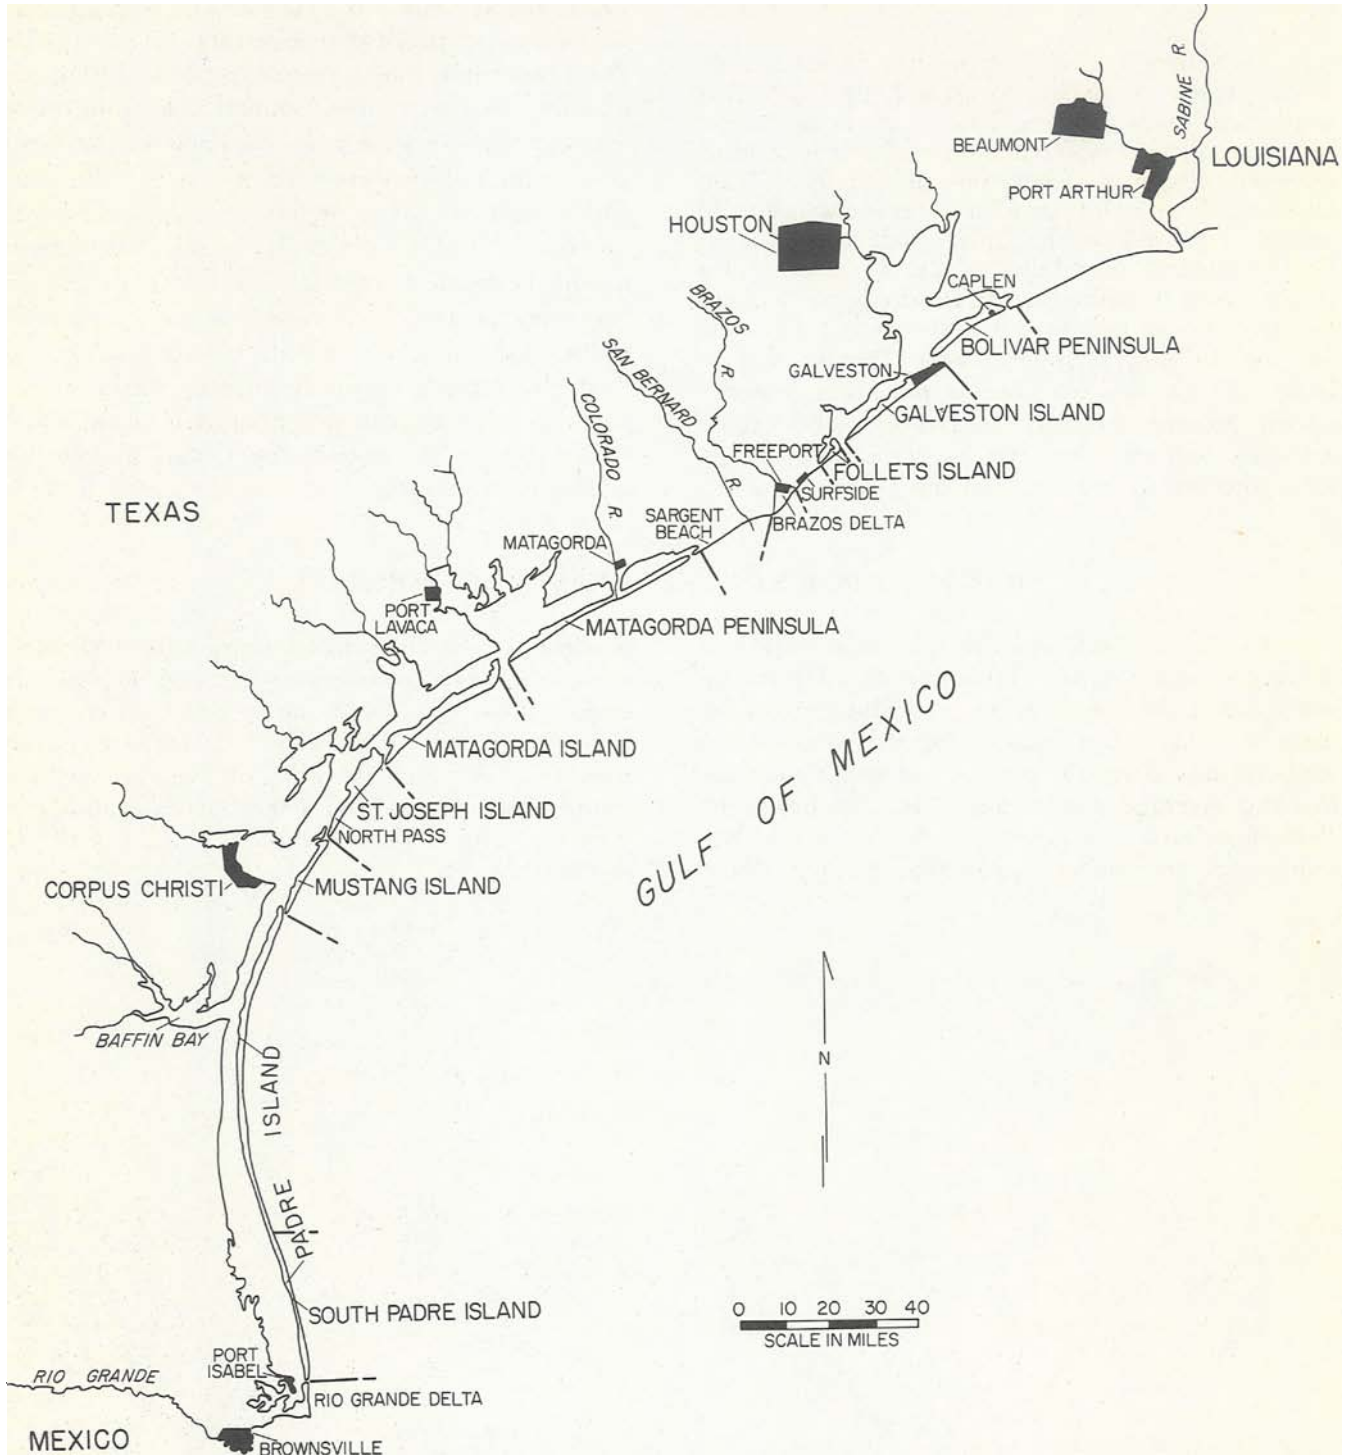 SABINE R.
BEAUMONT
LOUISIANA
PORT ARTHUR
HOUSTON
CAPLEN
BRAZOS R.
BOLIVAR PENINSULA
SAN BERNARD R.
GALVESTON
COLORADO R.
GALVESTON ISLAND
FREEPORT
FOLLETS ISLAND
SURFSIDE
TEXAS
SARGENT
BEACH
BRAZOS DELTA
MATAGORDA
PORT
LAVACA
MATAGORDA PENINSULA
GULF OF MEXICO
MATAGORDA ISLAND
ST. JOSEPH ISLAND
NORTH PASS
CORPUS CHRISTI
MUSTANG ISLAND
BAFFIN BAY
N
PADRE ISLAND
SOUTH PADRE ISLAND
0 10 20 30 40
SCALE IN MILES
PORT
ISABEL
RIO GRANDE
RIO GRANDE DELTA
MEXICO
BROWNSVILLE